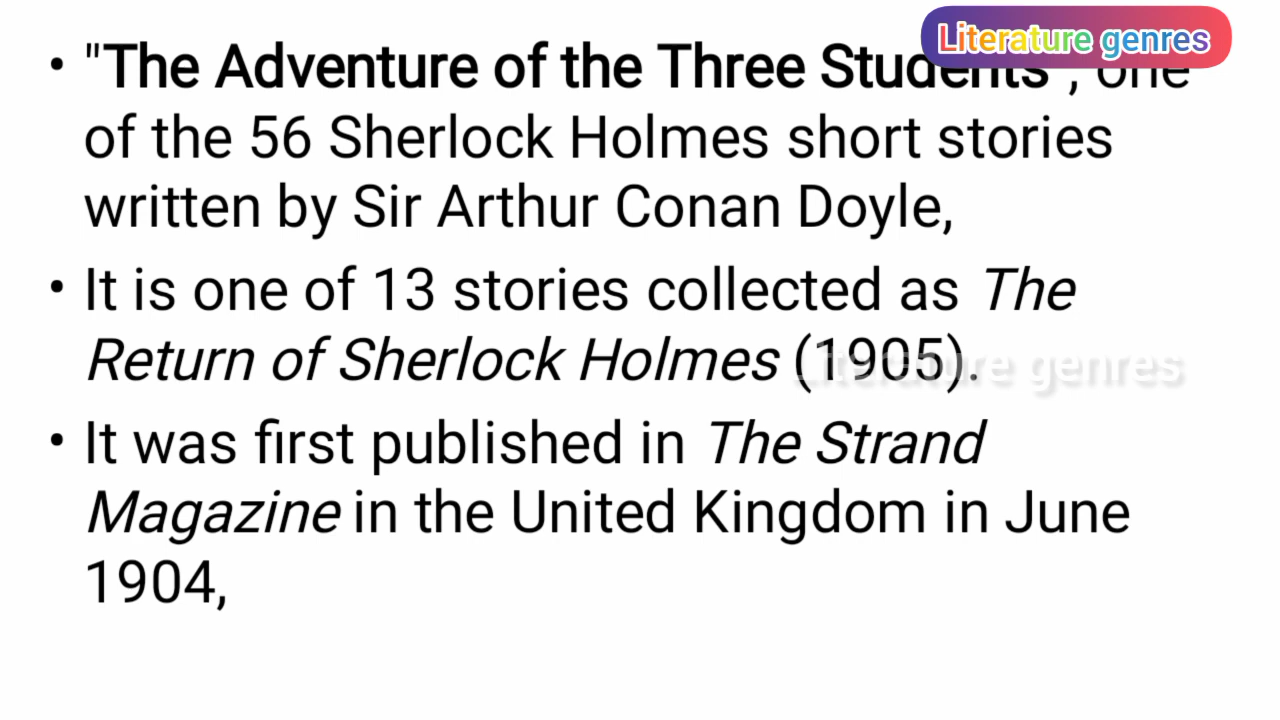 Literature genres
• "The Adventure of the Three Students", one
of the 56 Sherlock Holmes short stories
written by Sir Arthur Conan Doyle,
• It is one of 13 stories collected as The
Return of Sherlock Holmes (1905).
Literature genres
• It was first published in The Strand
Magazine in the United Kingdom in June
1904,